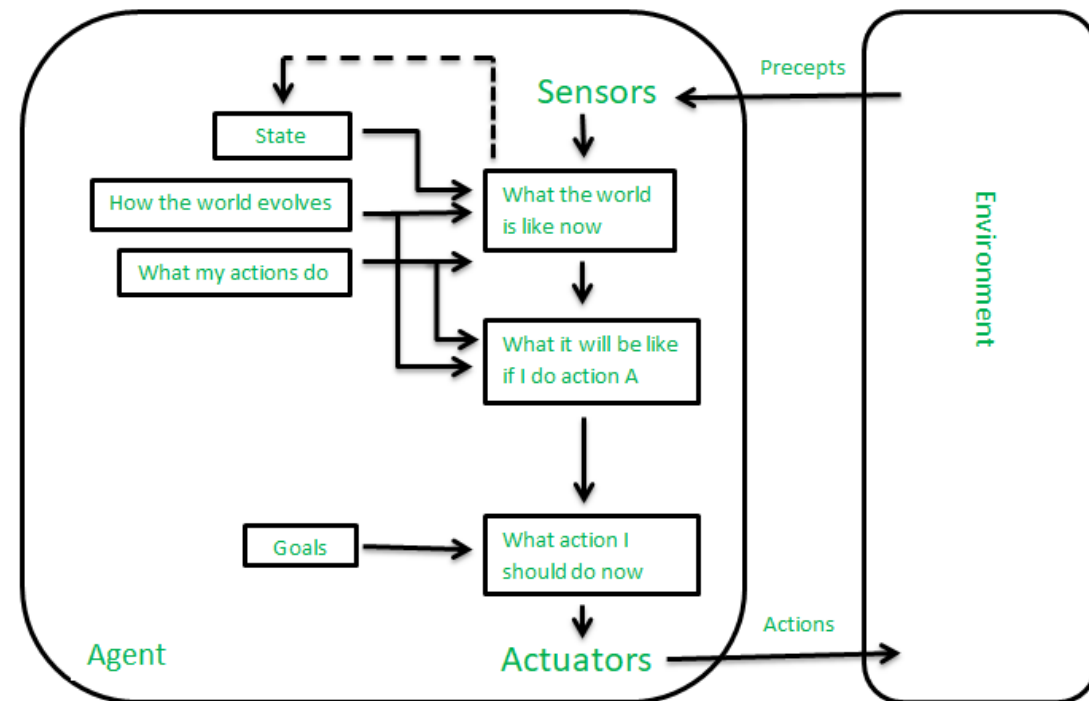 Precepts
Sensors
State
How the world evolves
What my actions do
What the world
is like now
What it will be like
if I do action A
Goals
What action I
should do now
Agent
Actuators
Actions
Environment